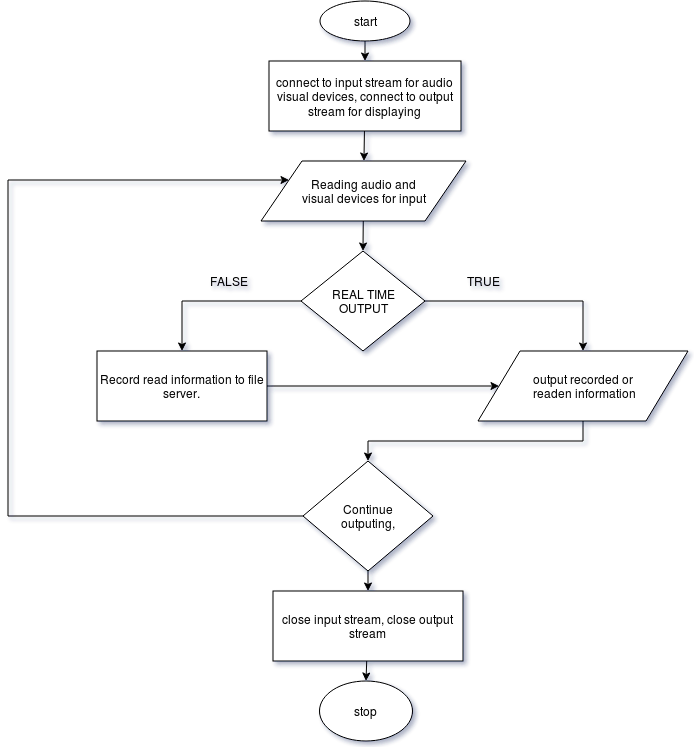 start
connect to input stream for audio
visual devices, connect to output
stream for displaying
Reading audio and
visual devices for input
FALSE
TRUE
REAL TIME
OUTPUT
Record read information to file
server.
output recorded or
readen information
Continue
outputing,
close input stream, close output
stream
stop